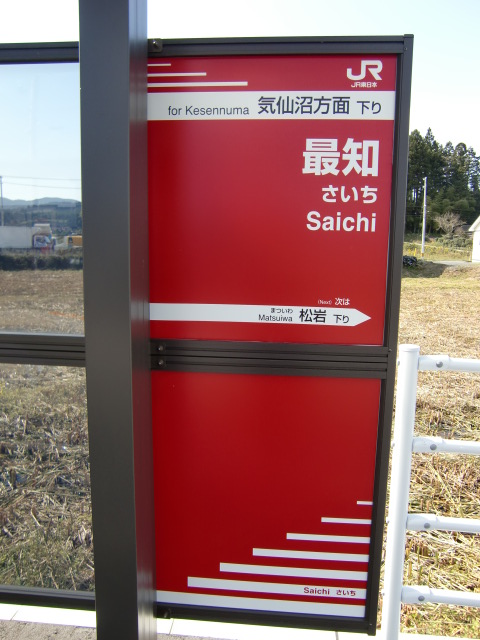 JR
JR東日本
for Kesennuma 気仙沼方面 下り
最知
さいち
Saichi
(Next) 次は
まついわ
Matsuiwa 松岩 下り
Saichi さいち